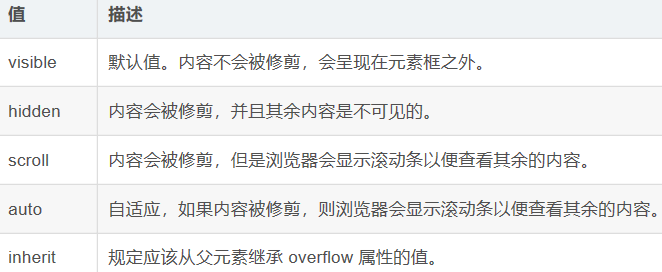 值 描述
visible 默认值。内容不会被修剪，会呈现在元素框之外。
hidden 内容会被修剪，并且其余内容是不可见的。
scroll 内容会被修剪，但是浏览器会显示滚动条以便查看其余的内容。
auto 自适应，如果内容被修剪，则浏览器会显示滚动条以便查看其余的内容。
inherit 规定应该从父元素继承 overflow 属性的值。